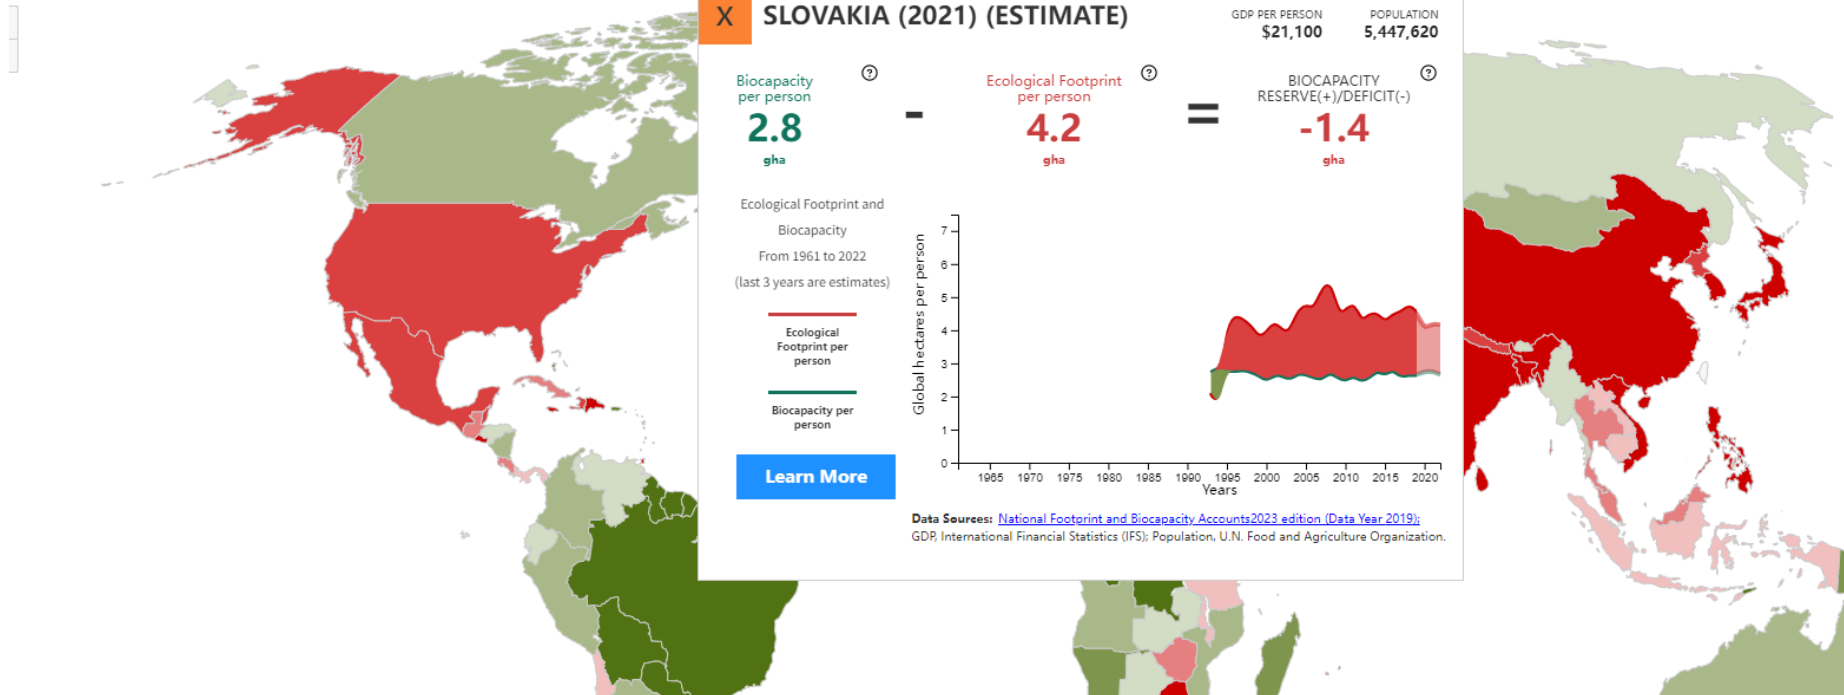 X
SLOVAKIA (2021) (ESTIMATE)
GDP PER PERSON
$21,100
POPULATION
5,447,620
Biocapacity
per person
2.8
gha
-
Ecological Footprint
per person
4.2
gha
=
BIOCAPACITY
RESERVE(+)/DEFICIT(-)
-1.4
gha
?
?
?
Ecological Footprint and
Biocapacity
From 1961 to 2022
(last 3 years are estimates)
Ecological
Footprint per
person
Biocapacity per
person
Learn More
Global hectares per person
7
6
5
4
3
2
1
0
1965 1970 1975 1980 1985 1990 1995 2000 2005 2010 2015 2020
Years
Data Sources: National Footprint and Biocapacity Accounts2023 edition (Data Year 2019);
GDP, International Financial Statistics (IFS); Population, U.N. Food and Agriculture Organization.